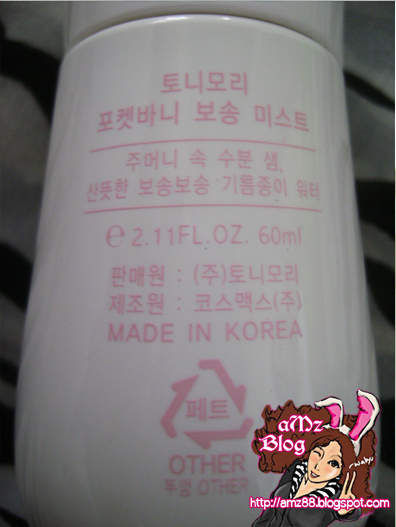 토니모리
포켓바니 보송 미스트
주머니 속 수분 샘,
산뜻한 보송보송 기름종이 워터
℮ 2.11FL.OZ. 60ml
판매원 : (주)토니모리
제조원 : 코스맥스(주)
MADE IN KOREA
페트
OTHER
뚜껑 OTHER
aMz
Blog
http://amz88.blogspot.com